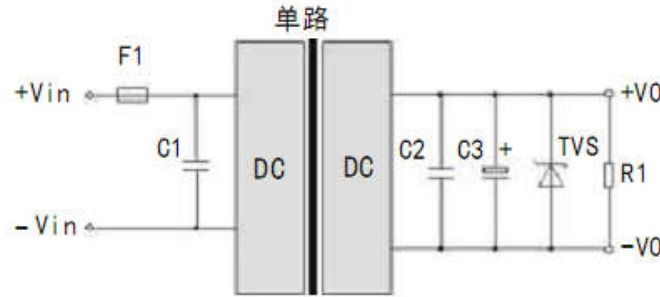 单路
F1
+Vin
C1
-Vin
DC
DC
C2
C3
+
TVS
R1
+VO
-VO